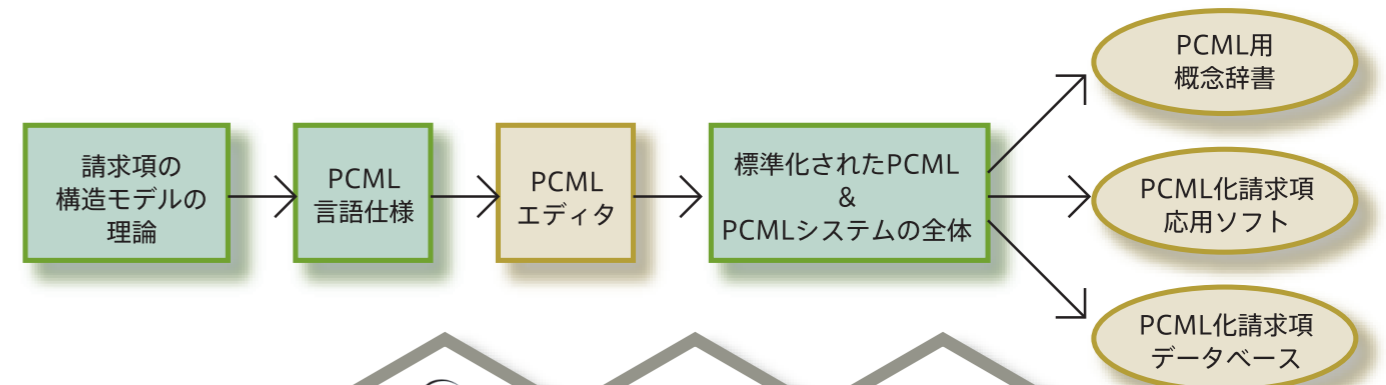 請求項の
構造モデルの
理論
PCML
言語仕様
PCML
エディタ
標準化されたPCML
&
PCMLシステムの全体
PCML用
概念辞書
PCML化請求項
応用ソフト
PCML化請求項
データベース